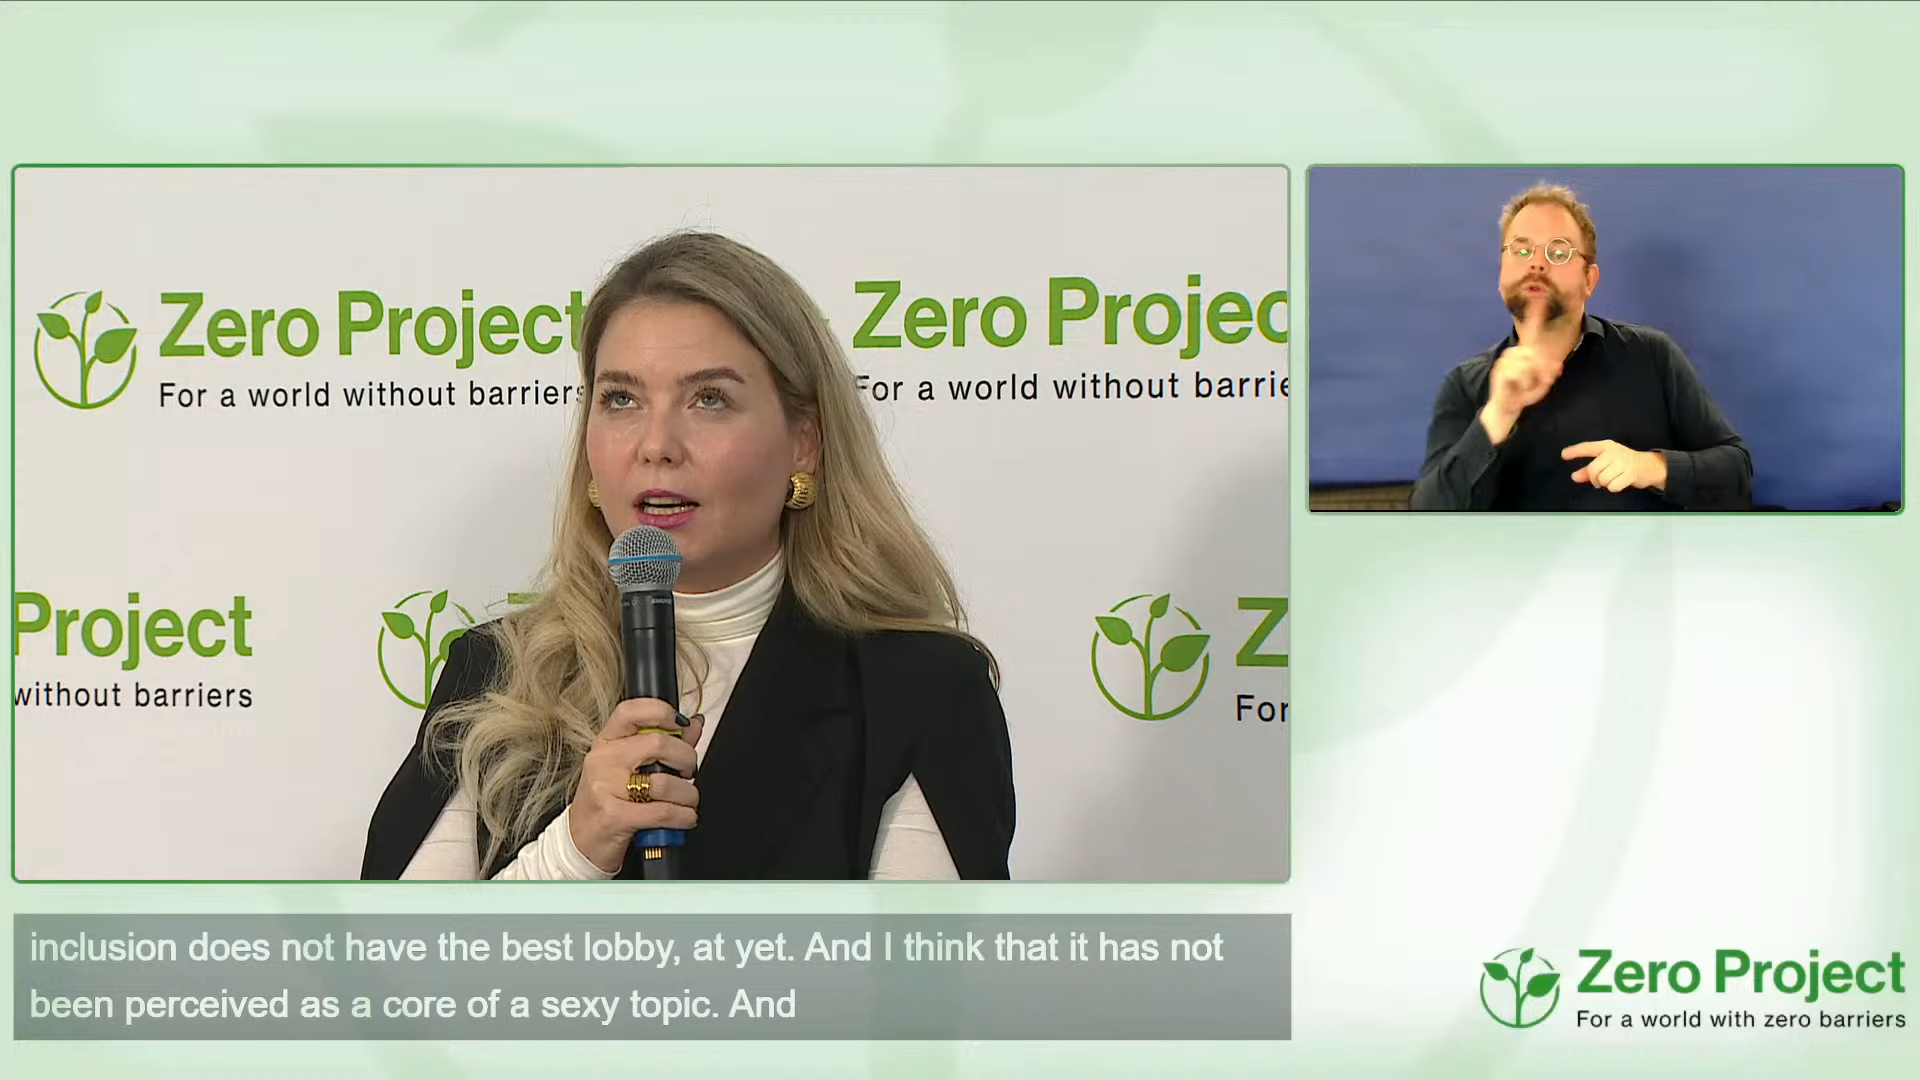 Zero Project
For a world without barriers
Zero Projec
For a world without barrie
Project
without barriers
Z
For
inclusion does not have the best lobby, at yet. And I think that it has not
been perceived as a core of a sexy topic. And
Zero Project
For a world with zero barriers